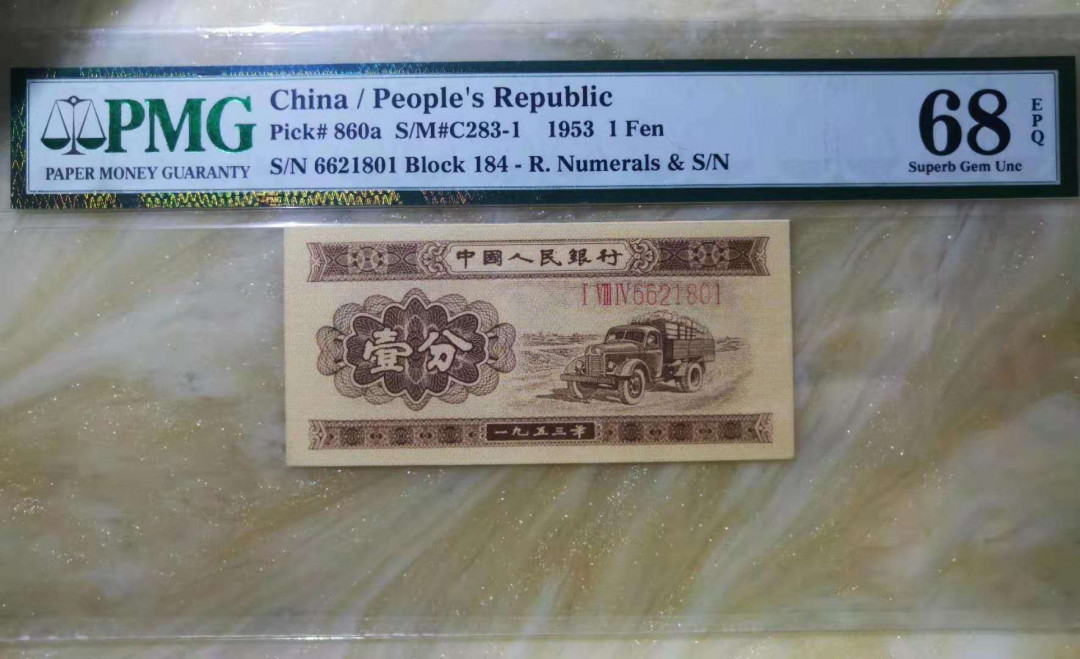 PMG
PAPER MONEY GUARANTY
China / People's Republic
Pick# 860a S/M#C283-1 1953 1 Fen
S/N 6621801 Block 184 - R. Numerals & S/N
68
EPQ
Superb Gem Unc
中國人民銀行
I VIII IV 6621801
壹分
一九五三年